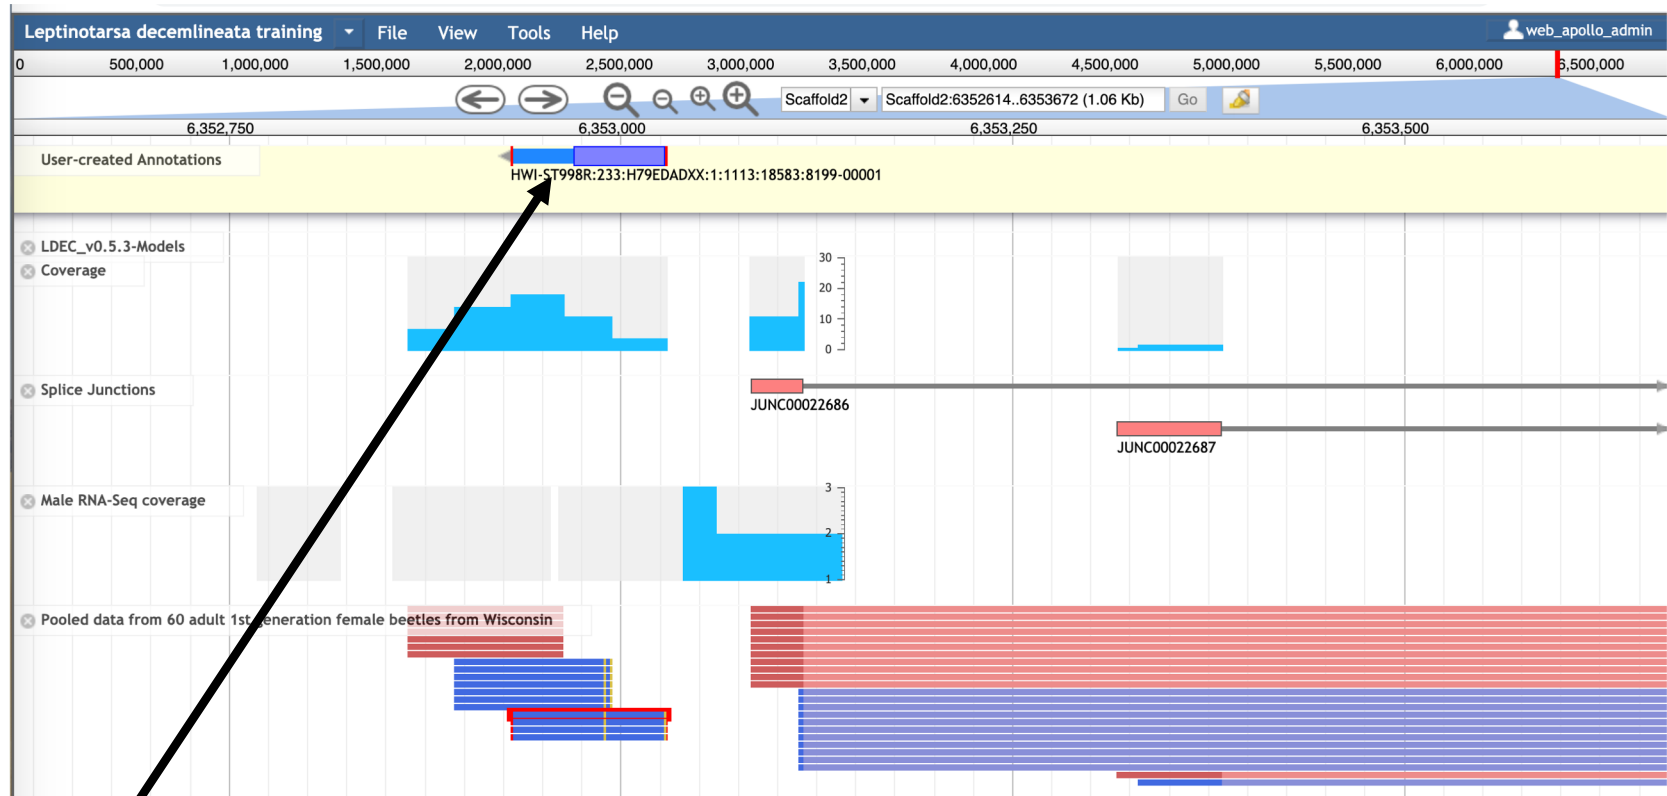 Leptinotarsa decemlineata training File View Tools Help web_apollo_admin
0 500,000 1,000,000 1,500,000 2,000,000 2,500,000 3,000,000 3,500,000 4,000,000 4,500,000 5,000,000 5,500,000 6,000,000 6,500,000
Scaffold2 Scaffold2:6352614..6353672 (1.06 Kb) Go
6,352,750 6,353,000 6,353,250 6,353,500
User-created Annotations
HWI-ST998R:233:H79EDADXX:1:1113:18583:8199-00001
LDEC_v0.5.3-Models
Coverage
30
20
10
0
Splice Junctions
JUNC00022686
JUNC00022687
Male RNA-Seq coverage
3
2
1
Pooled data from 60 adult 1st generation female beetles from Wisconsin